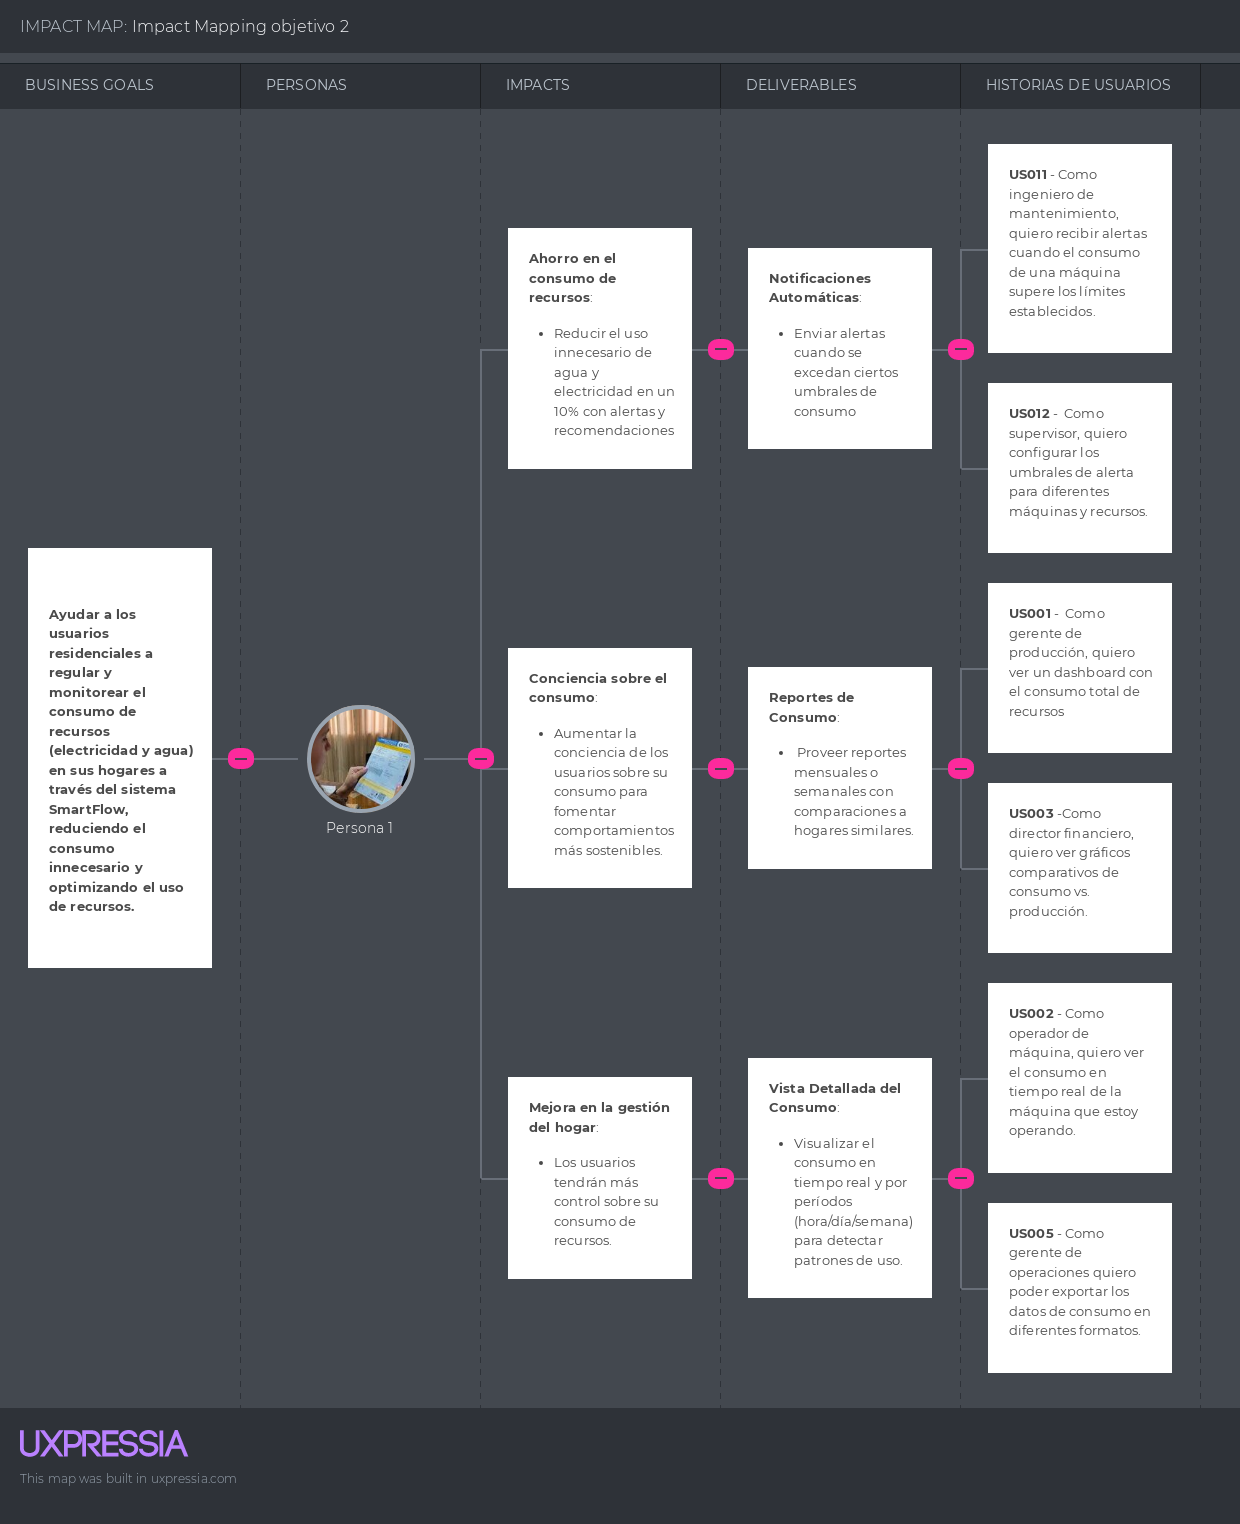 IMPACT MAP: Impact Mapping objetivo 2
BUSINESS GOALS
PERSONAS
IMPACTS
DELIVERABLES
HISTORIAS DE USUARIOS
Ayudar a los
usuarios
residenciales a
regular y
monitorear el
consumo de
recursos
(electricidad y agua)
en sus hogares a
través del sistema
SmartFlow,
reduciendo el
consumo
innecesario y
optimizando el uso
de recursos.
Persona 1
Ahorro en el
consumo de
recursos:
• Reducir el uso
innecesario de
agua y
electricidad en un
10% con alertas y
recomendaciones
Notificaciones
Automáticas:
• Enviar alertas
cuando se
excedan ciertos
umbrales de
consumo
US011 - Como
ingeniero de
mantenimiento,
quiero recibir alertas
cuando el consumo
de una máquina
supere los límites
establecidos.
US012 - Como
supervisor, quiero
configurar los
umbrales de alerta
para diferentes
máquinas y recursos.
Conciencia sobre el
consumo:
• Aumentar la
conciencia de los
usuarios sobre su
consumo para
fomentar
comportamientos
más sostenibles.
Reportes de
Consumo:
• Proveer reportes
mensuales o
semanales con
comparaciones a
hogares similares.
US001 - Como
gerente de
producción, quiero
ver un dashboard con
el consumo total de
recursos
US003 -Como
director financiero,
quiero ver gráficos
comparativos de
consumo vs.
producción.
Mejora en la gestión
del hogar:
• Los usuarios
tendrán más
control sobre su
consumo de
recursos.
Vista Detallada del
Consumo:
• Visualizar el
consumo en
tiempo real y por
períodos
(hora/día/semana)
para detectar
patrones de uso.
US002 - Como
operador de
máquina, quiero ver
el consumo en
tiempo real de la
máquina que estoy
operando.
US005 - Como
gerente de
operaciones quiero
poder exportar los
datos de consumo en
diferentes formatos.
UXPRESSIA
This map was built in uxpressia.com